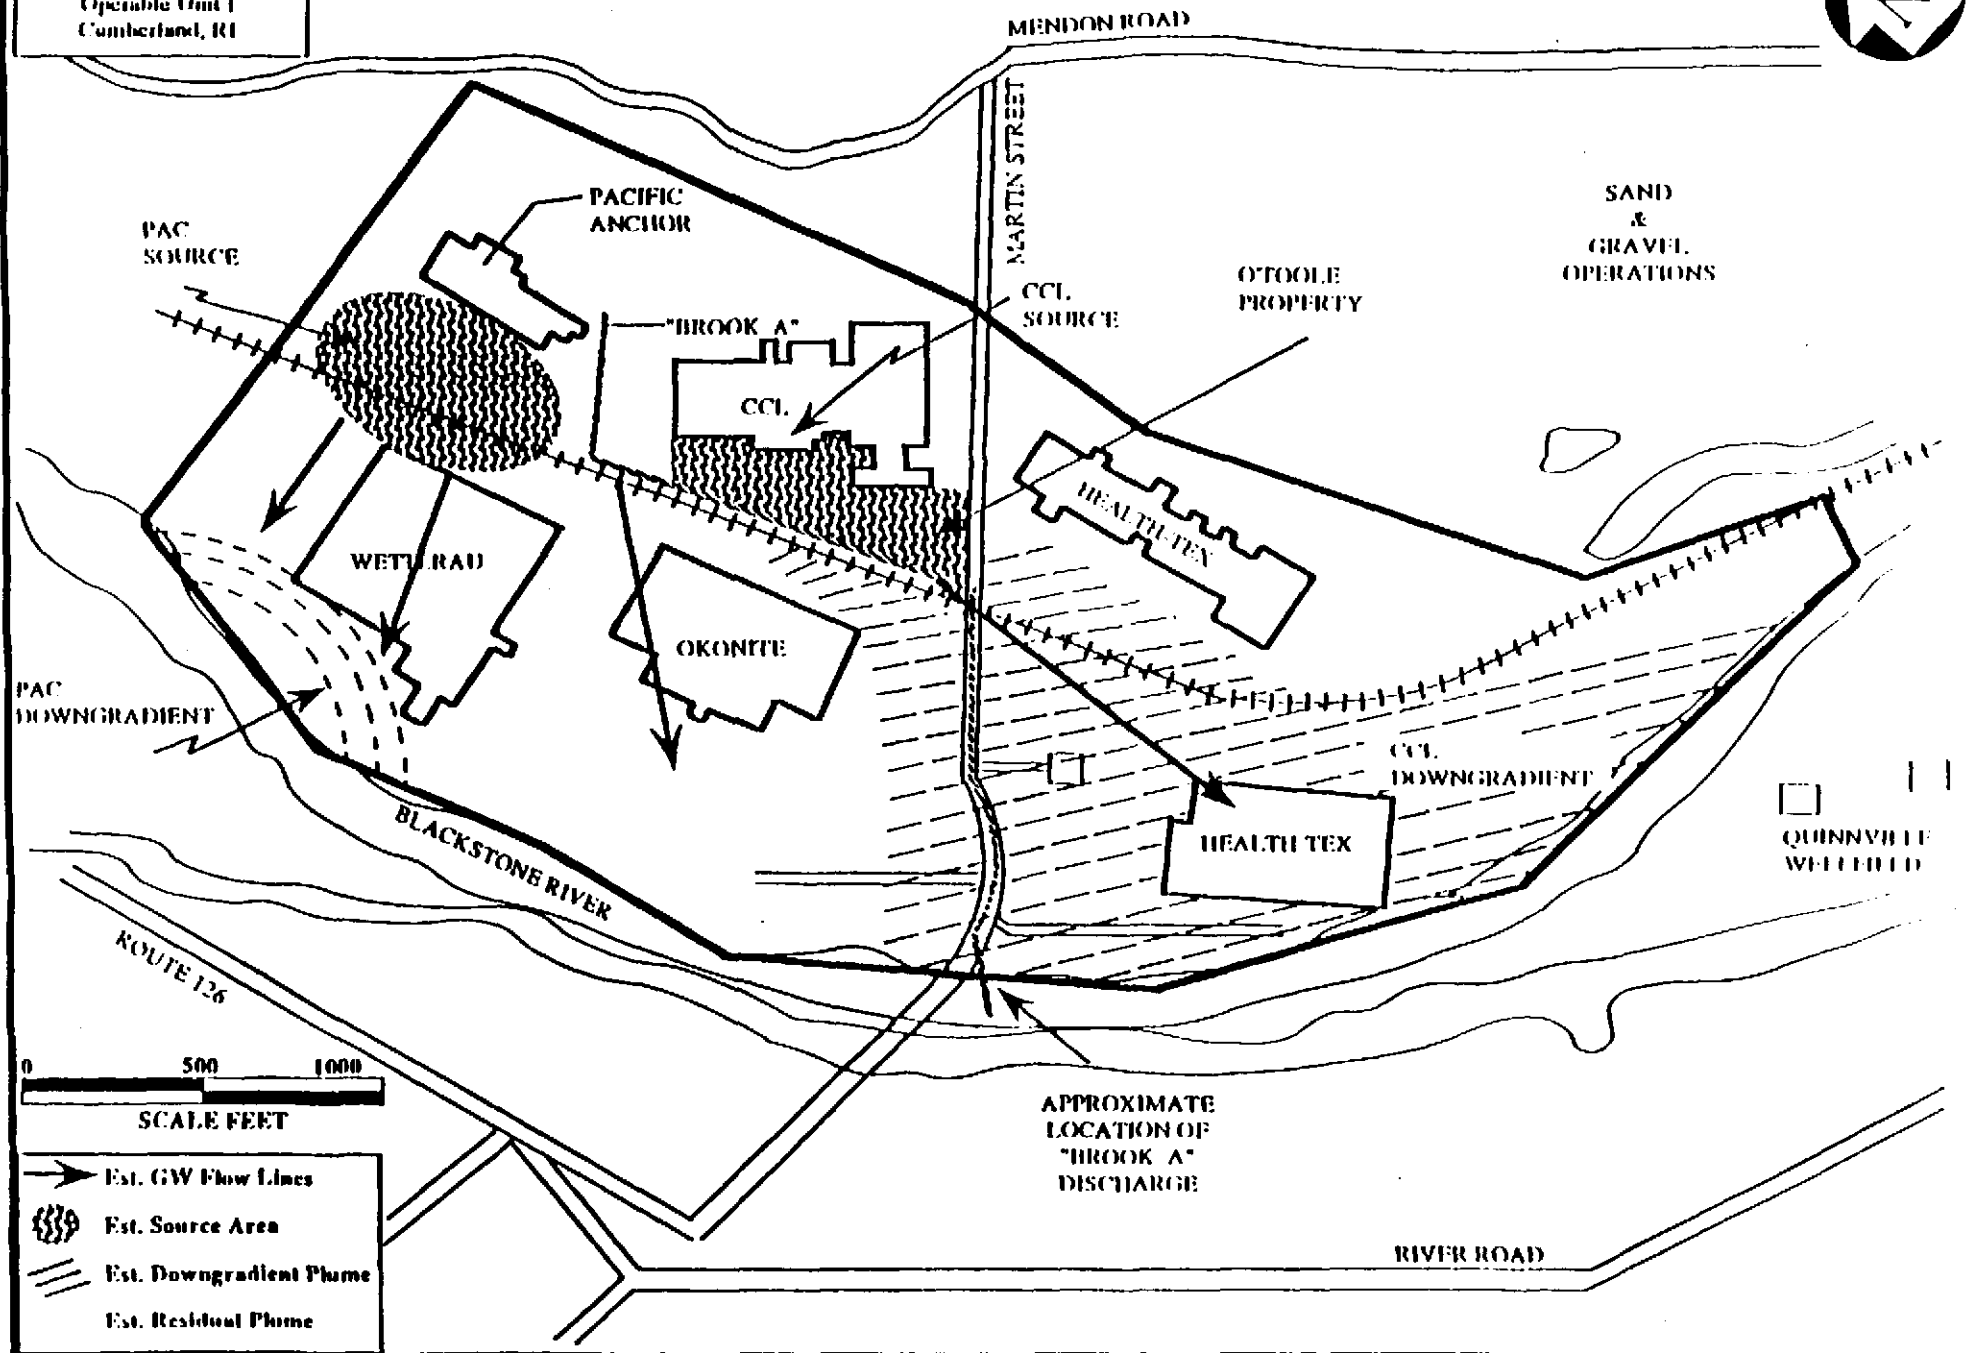 Operable Unit 1
Cumberland, RI
MENDON ROAD
MARTIN STREET
PACIFIC
ANCHOR
PAC
SOURCE
"BROOK A"
CCL
SOURCE
CCL
O'TOOLE
PROPERTY
SAND
&
GRAVEL
OPERATIONS
HEALTH-TEX
WETTERAU
OKONITE
PAC
DOWNGRADIENT
CCL
DOWNGRADIENT
HEALTH TEX
QUINNVILLE
WELLFIELD
BLACKSTONE RIVER
ROUTE 126
0 500 1000
SCALE FEET
APPROXIMATE
LOCATION OF
"BROOK A"
DISCHARGE
RIVER ROAD
Est. GW Flow Lines
Est. Source Area
Est. Downgradient Plume
Est. Residual Plume